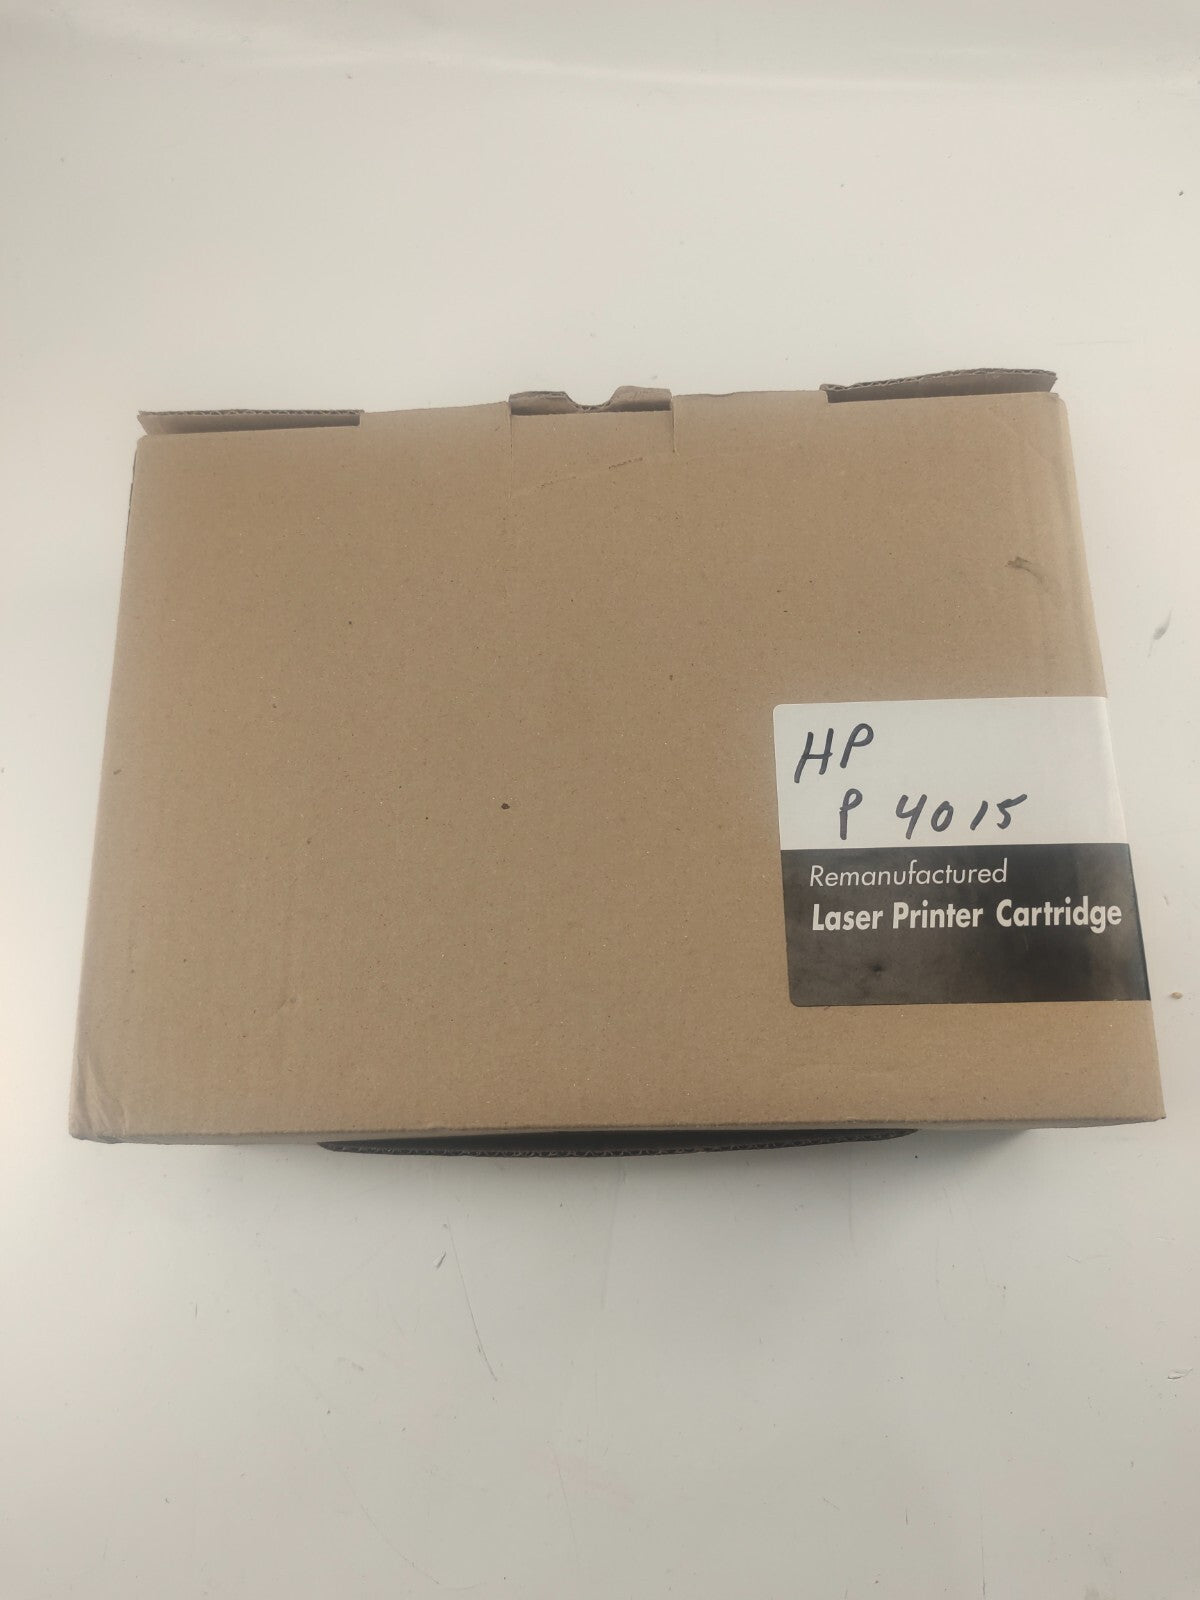 HP
P 4015
Remanufactured
Laser Printer Cartridge